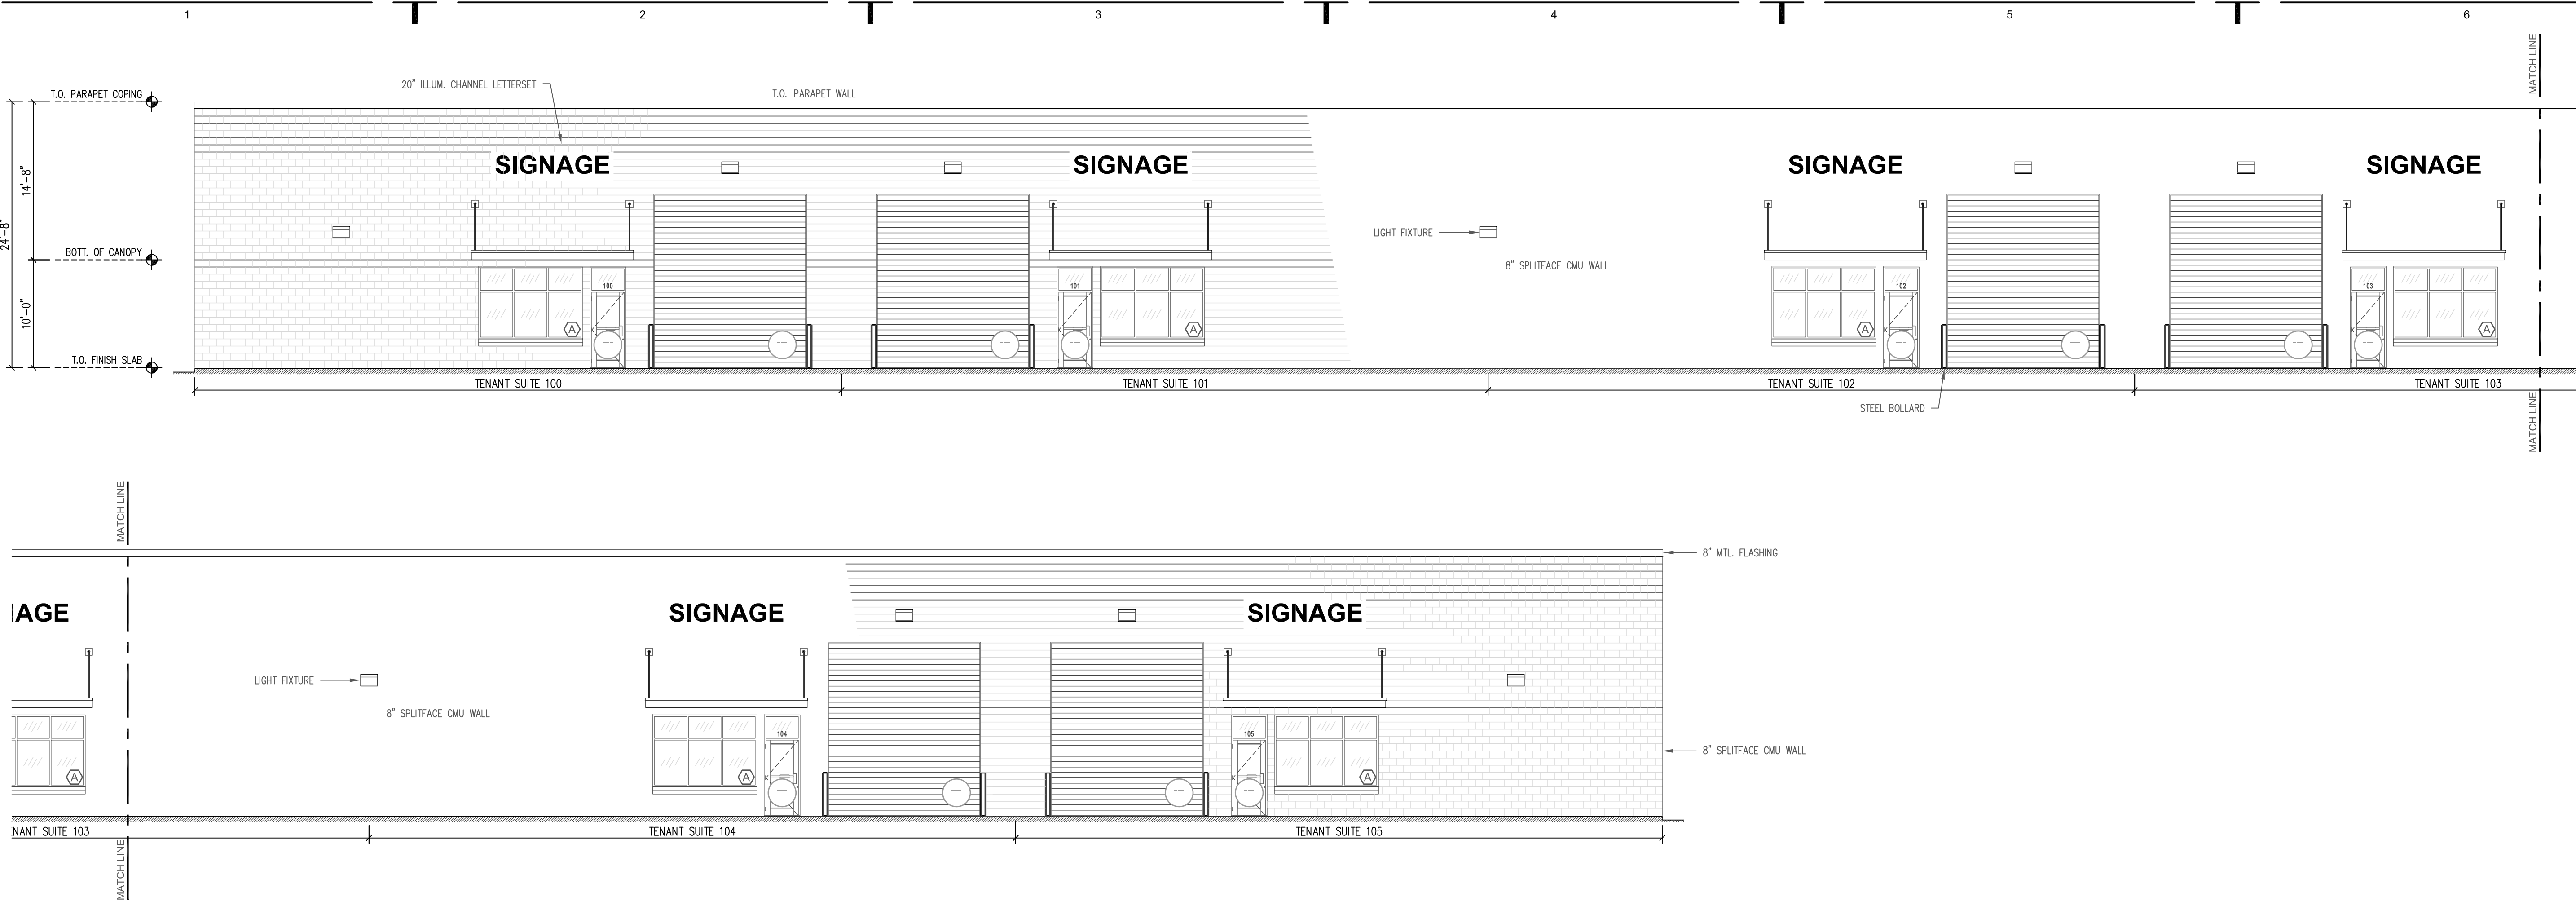 1 2 3 4 5 6
MATCH LINE
20" ILLUM. CHANNEL LETTERSET
T.O. PARAPET COPING
T.O. PARAPET WALL
SIGNAGE SIGNAGE SIGNAGE SIGNAGE
14'-8"
24'-8"
LIGHT FIXTURE
BOTT. OF CANOPY
8" SPLITFACE CMU WALL
100 101 102 103
10'-0"
A A A A
T.O. FINISH SLAB
TENANT SUITE 100 TENANT SUITE 101 TENANT SUITE 102 TENANT SUITE 103
STEEL BOLLARD
MATCH LINE
MATCH LINE
8" MTL. FLASHING
IAGE SIGNAGE SIGNAGE
LIGHT FIXTURE
8" SPLITFACE CMU WALL
104 105
8" SPLITFACE CMU WALL
A A A
NANT SUITE 103 TENANT SUITE 104 TENANT SUITE 105
MATCH LINE